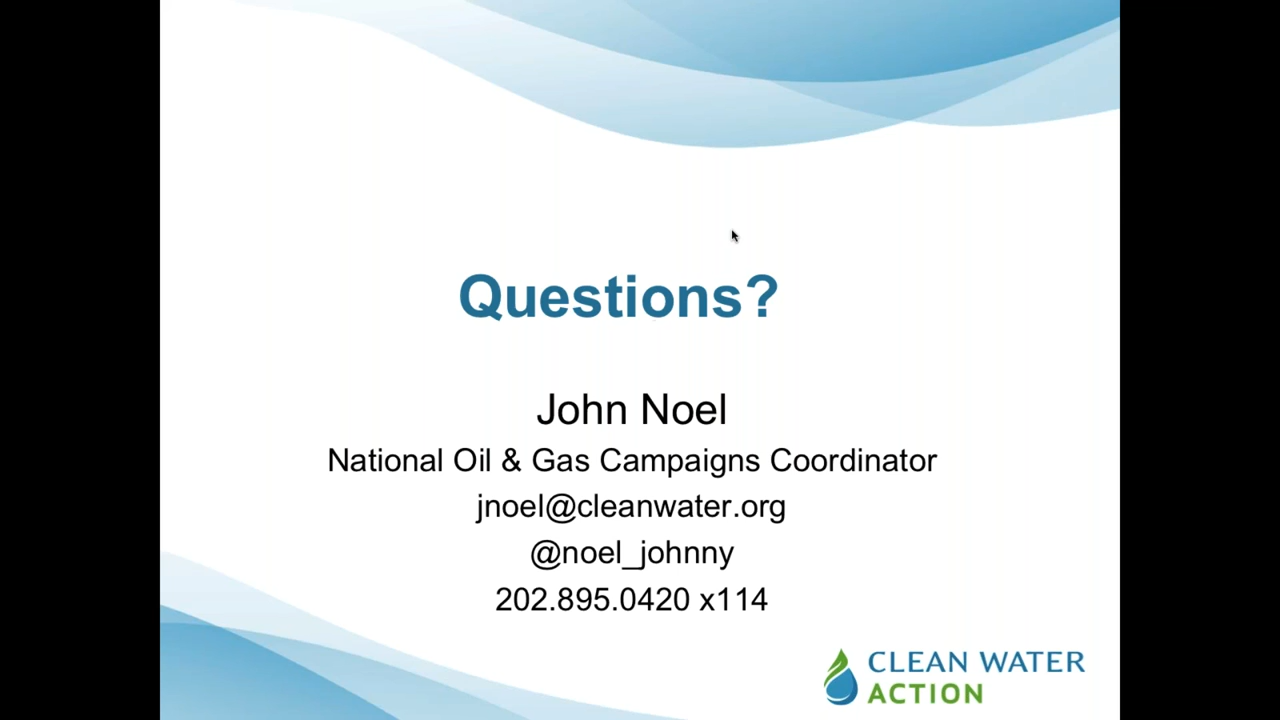 Questions?
John Noel
National Oil & Gas Campaigns Coordinator
jnoel@cleanwater.org
@noel_johnny
202.895.0420 x114
CLEAN WATER
ACTION